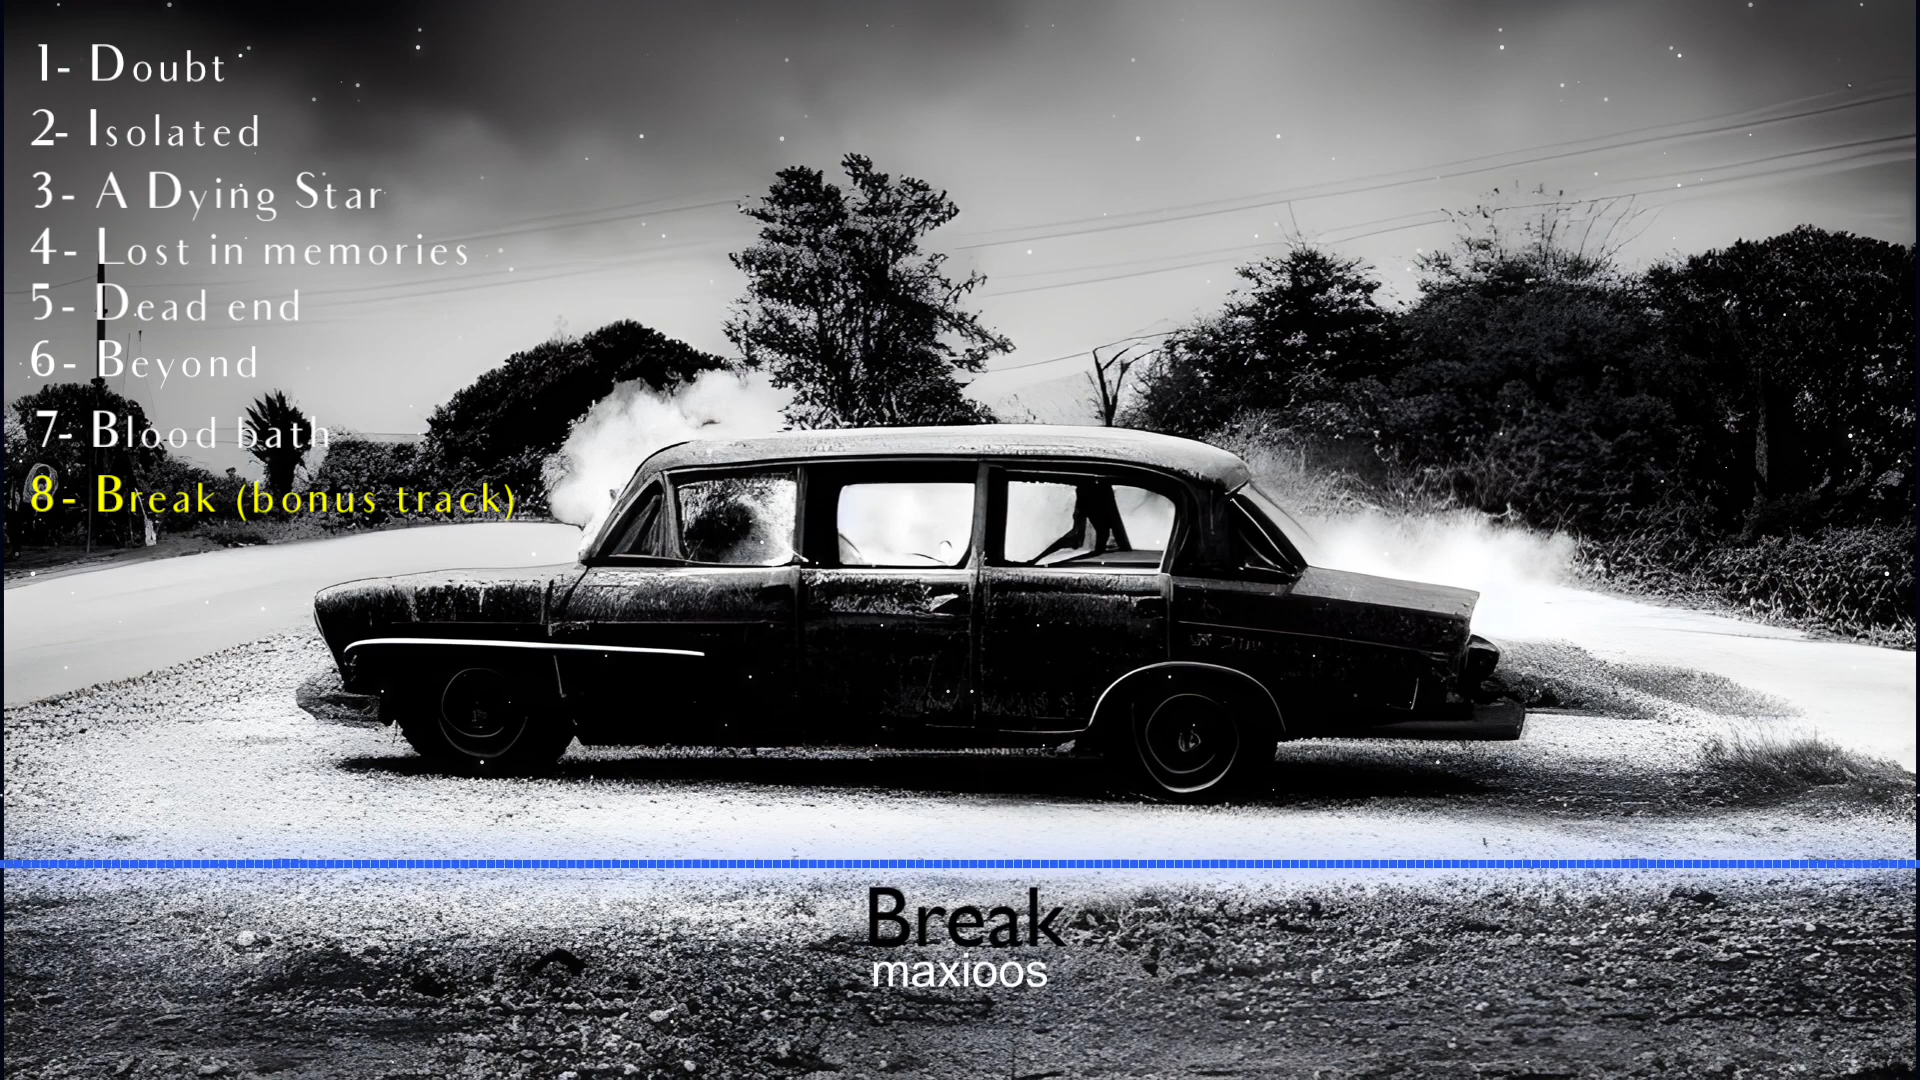 1- Doubt
2- Isolated
3- A Dying Star
4- Lost in memories
5- Dead end
6- Beyond
7- Blood bath
8- Break (bonus track)
Break
maxioos